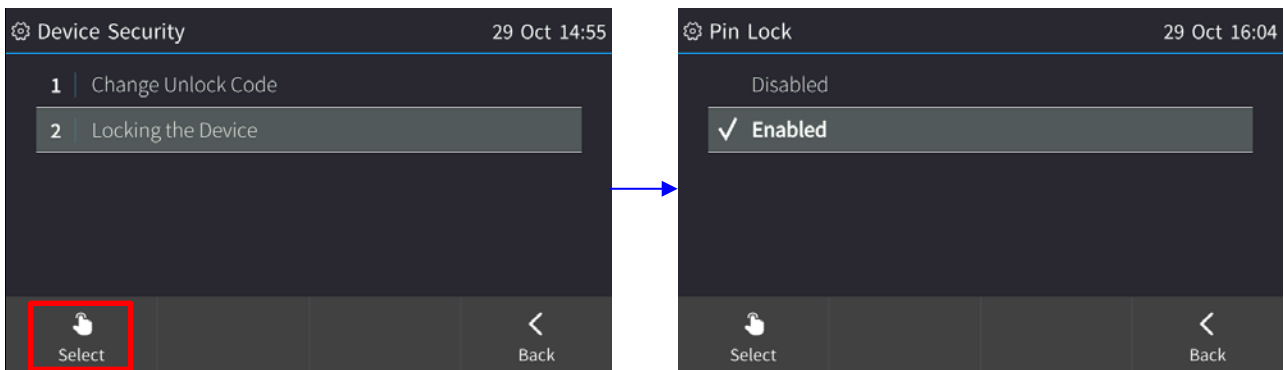 Device Security 29 Oct 14:55
1 Change Unlock Code
2 Locking the Device
Select Back
Pin Lock 29 Oct 16:04
Disabled
Enabled
Select Back